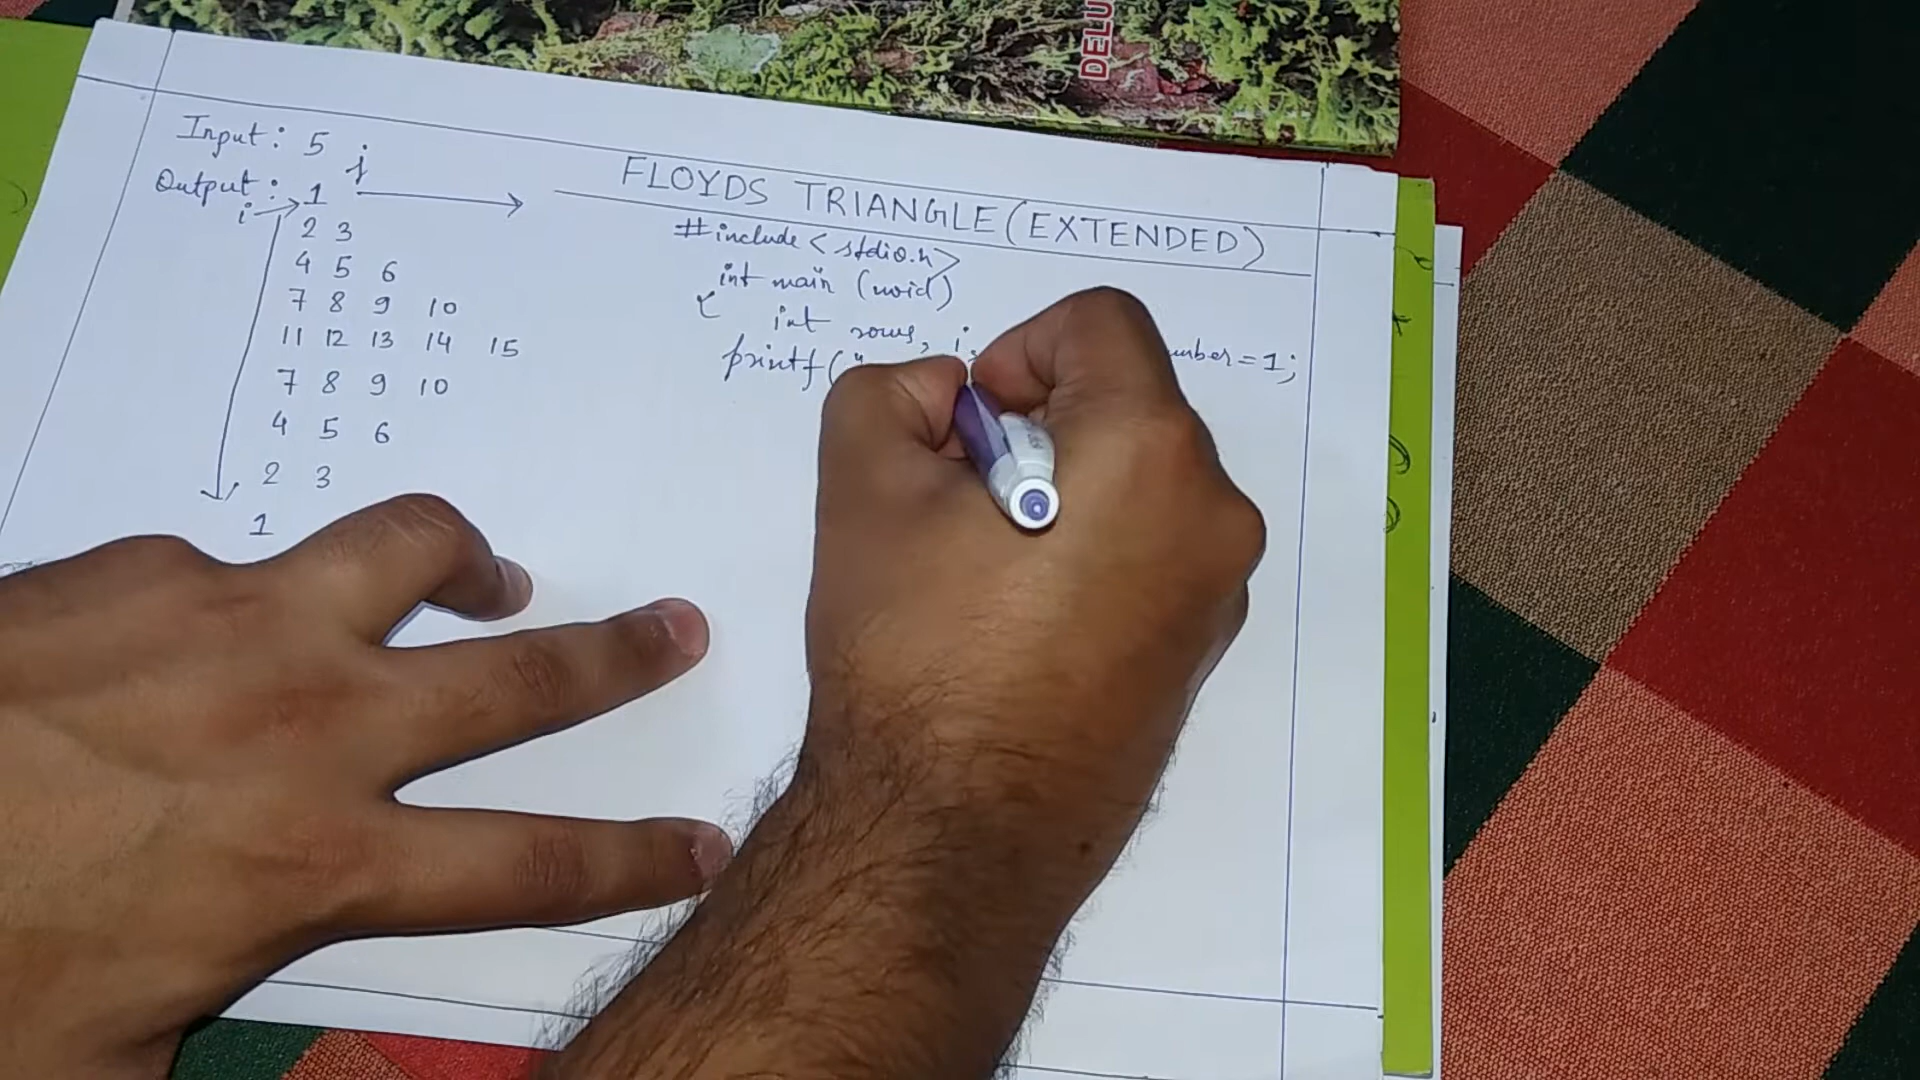 DELU
Input: 5
j
Output: 1
i
2 3
4 5 6
7 8 9 10
11 12 13 14 15
7 8 9 10
4 5 6
2 3
1
FLOYDS TRIANGLE (EXTENDED)
#include <stdio.h>
int main (void)
{
int rows, i, umber = 1;
printf("